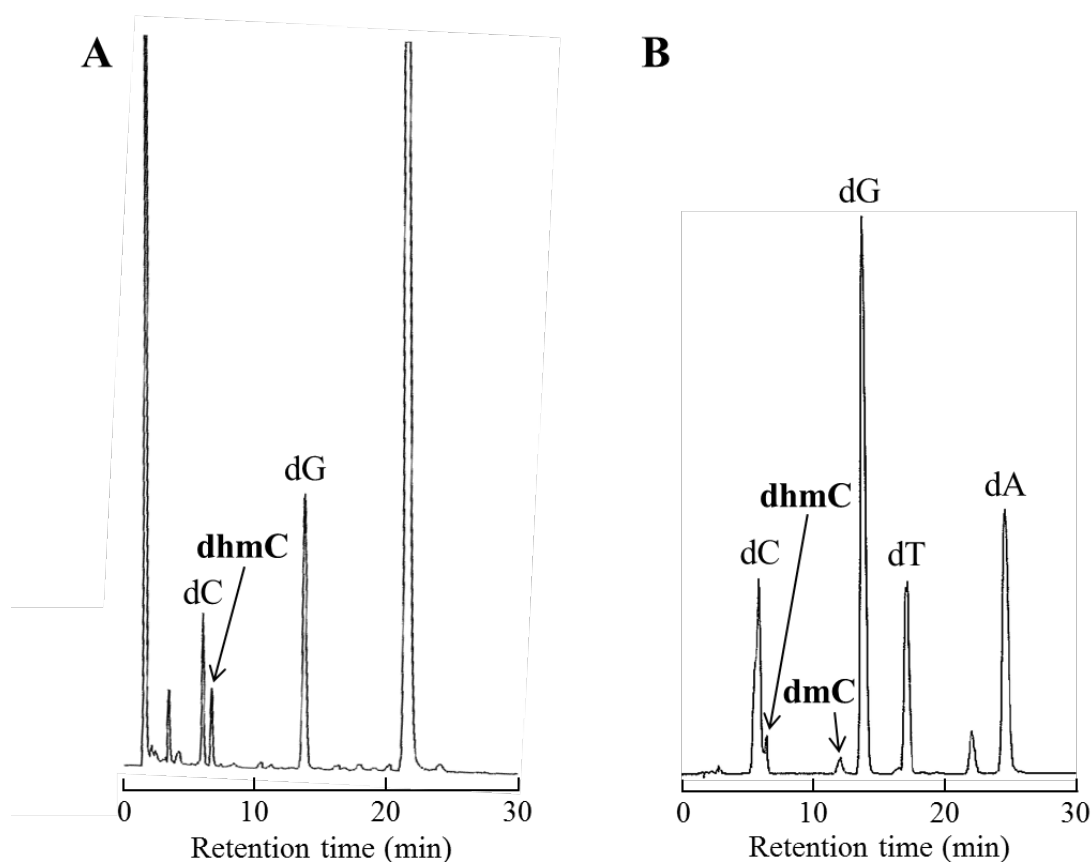 A
dG
dhmC
dC
0 10 20 30
Retention time (min)
B
dG
dhmC
dA
dC
dT
dmC
0 10 20 30
Retention time (min)